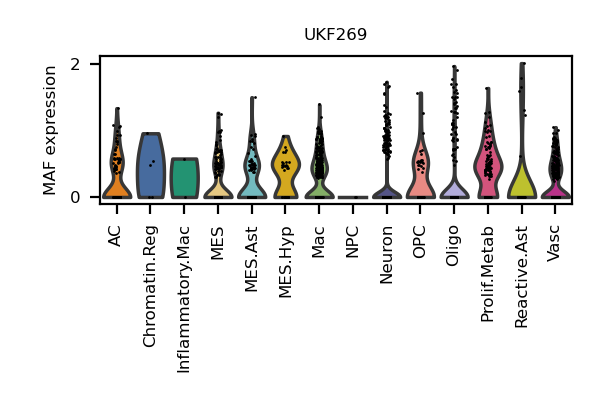 UKF269
MAF expression
2
0
AC
Chromatin.Reg
Inflammatory.Mac
MES
MES.Ast
MES.Hyp
Mac
NPC
Neuron
OPC
Oligo
Prolif.Metab
Reactive.Ast
Vasc